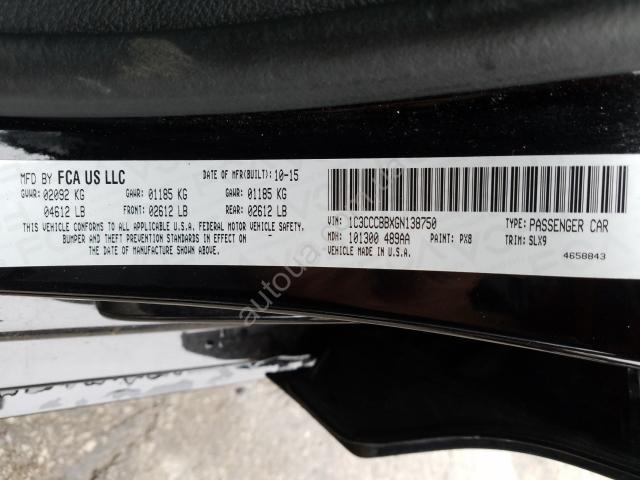 MFD BY FCA US LLC DATE OF MFR(BUILT): 10-15
GVWR: 02092 KG GAWR: 01185 KG GAWR: 01185 KG
04612 LB FRONT: 02612 LB REAR: 02612 LB
THIS VEHICLE CONFORMS TO ALL APPLICABLE U.S.A. FEDERAL MOTOR VEHICLE SAFETY,
BUMPER AND THEFT PREVENTION STANDARDS IN EFFECT ON
THE DATE OF MANUFACTURE SHOWN ABOVE.
VIN: 1C3CCCBBXGN138750 TYPE: PASSENGER CAR
MDH: 101300 489AA PAINT: PX8 TRIM: SLX9
VEHICLE MADE IN U.S.A.
4658843
autoua.com